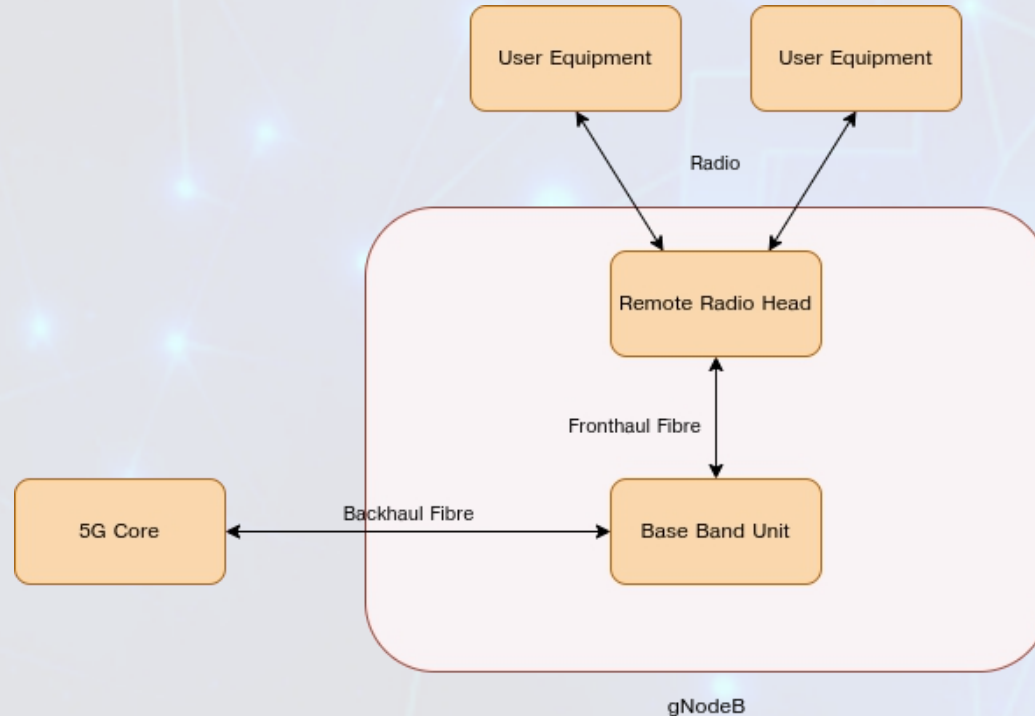 User Equipment
User Equipment
Radio
Remote Radio Head
Fronthaul Fibre
5G Core
Backhaul Fibre
Base Band Unit
gNodeB